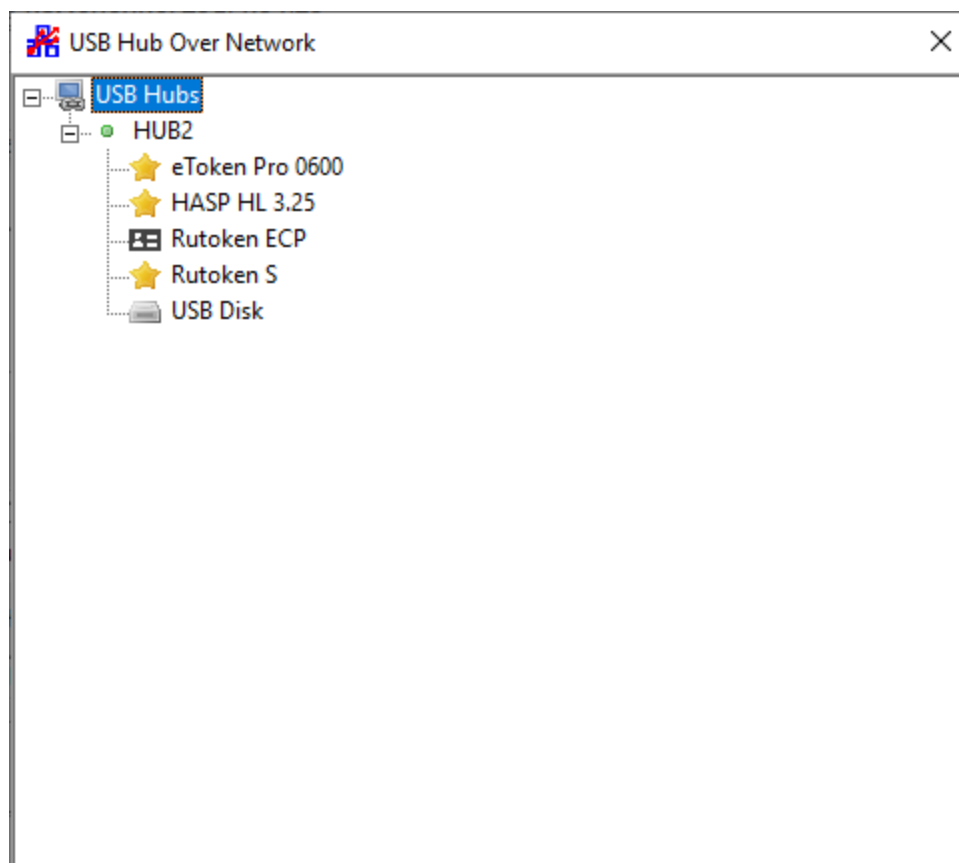 USB Hub Over Network
USB Hubs
HUB2
eToken Pro 0600
HASP HL 3.25
Rutoken ECP
Rutoken S
USB Disk